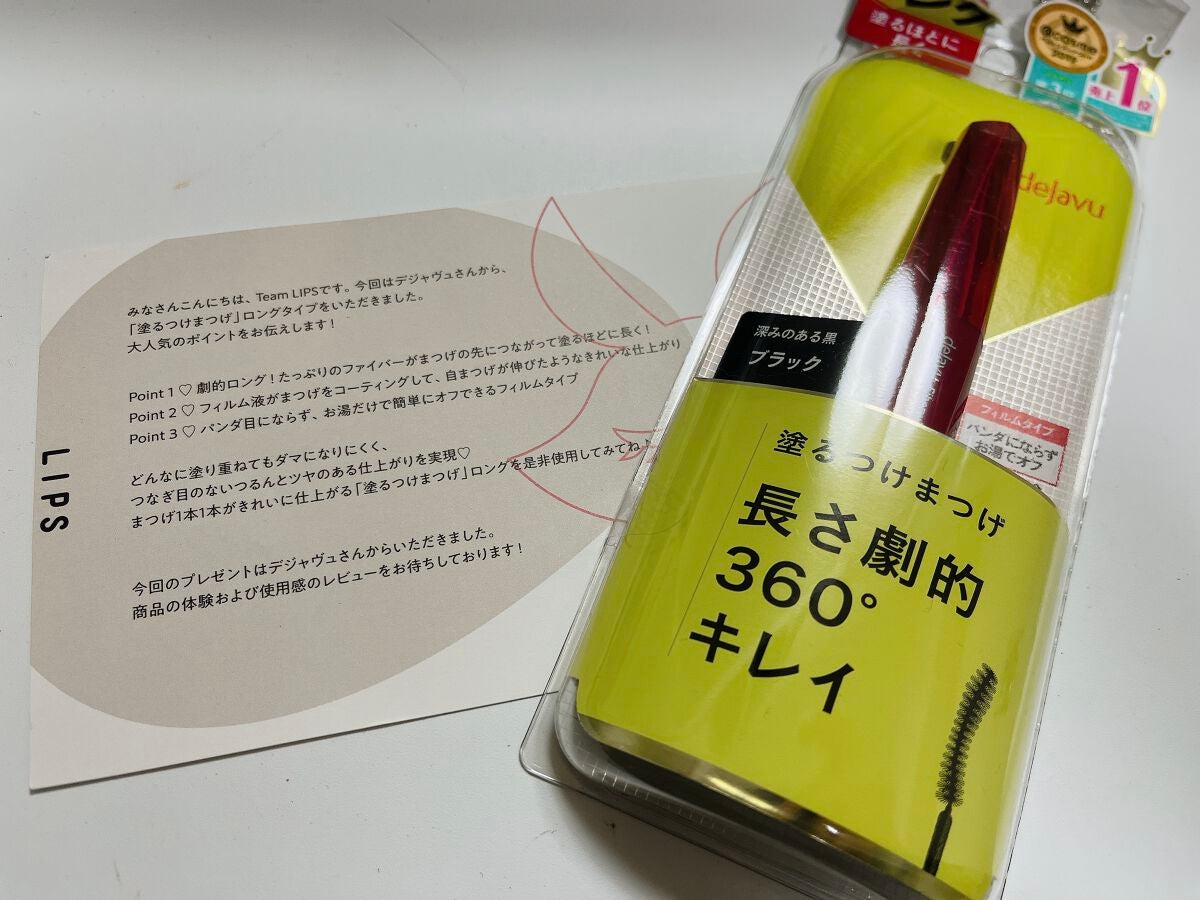 みなさんこんにちは、Team LIPSです。今回はデジャヴュさんから、
「塗るつけまつげ」ロングタイプをいただきました。
大人気のポイントをお伝えします!
Point 1 ♡ 劇的ロング!たっぷりのファイバーがまつげの先につながって塗るほどに長く!
Point 2 ♡ フィルム液がまつげをコーティングして、自まつげが伸びたようなきれいな仕上がり
Point 3 ♡ パンダ目にならず、お湯だけで簡単にオフできるフィルムタイプ
どんなに塗り重ねてもダマになりにくく、
つなぎ目のないつるんとツヤのある仕上がりを実現♡
まつげ1本1本がきれいに仕上がる「塗るつけまつげ」ロングを是非使用してみてね♪
今回のプレゼントはデジャヴュさんからいただきました。
商品の体験および使用感のレビューをお待ちしております!
LIPS
塗るほどに
長く
@cosme
売上1位
dejavu
dejavu
深みのある黒
ブラック
フィルムタイプ
パンダにならず
お湯でオフ
塗るつけまつげ
長さ劇的
360°
キレイ